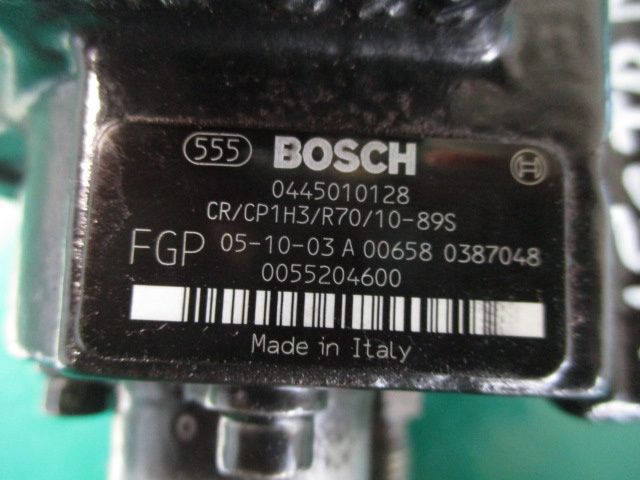 555 BOSCH
0445010128
CR/CP1H3/R70/10-89S
FGP 05-10-03 A 00658 0387048
0055204600
Made in Italy